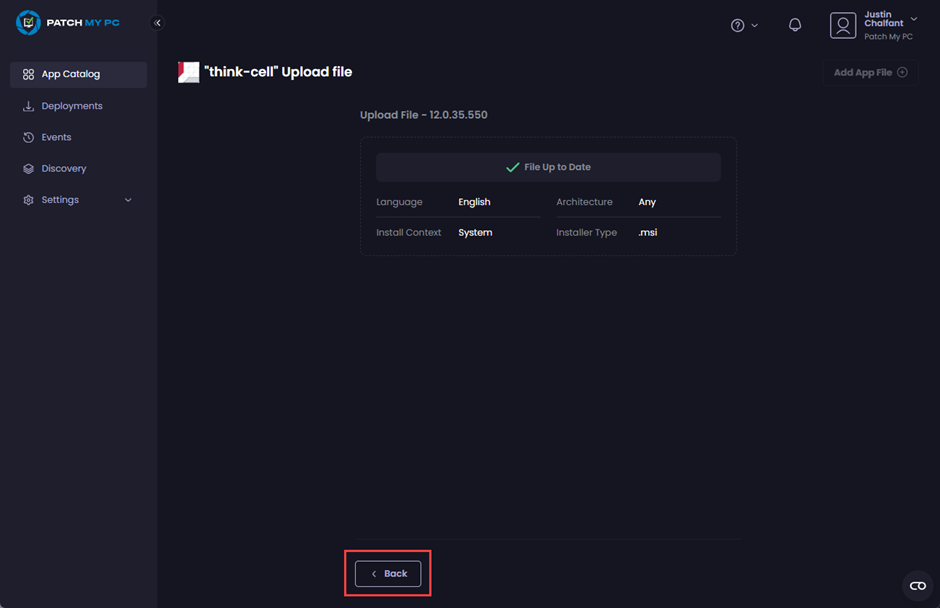 PATCH MY PC
Justin
Chalfant
Patch My PC
App Catalog
Deployments
Events
Discovery
Settings
"think-cell" Upload file
Add App File
Upload File - 12.0.35.550
File Up to Date
Language English Architecture Any
Install Context System Installer Type .msi
Back